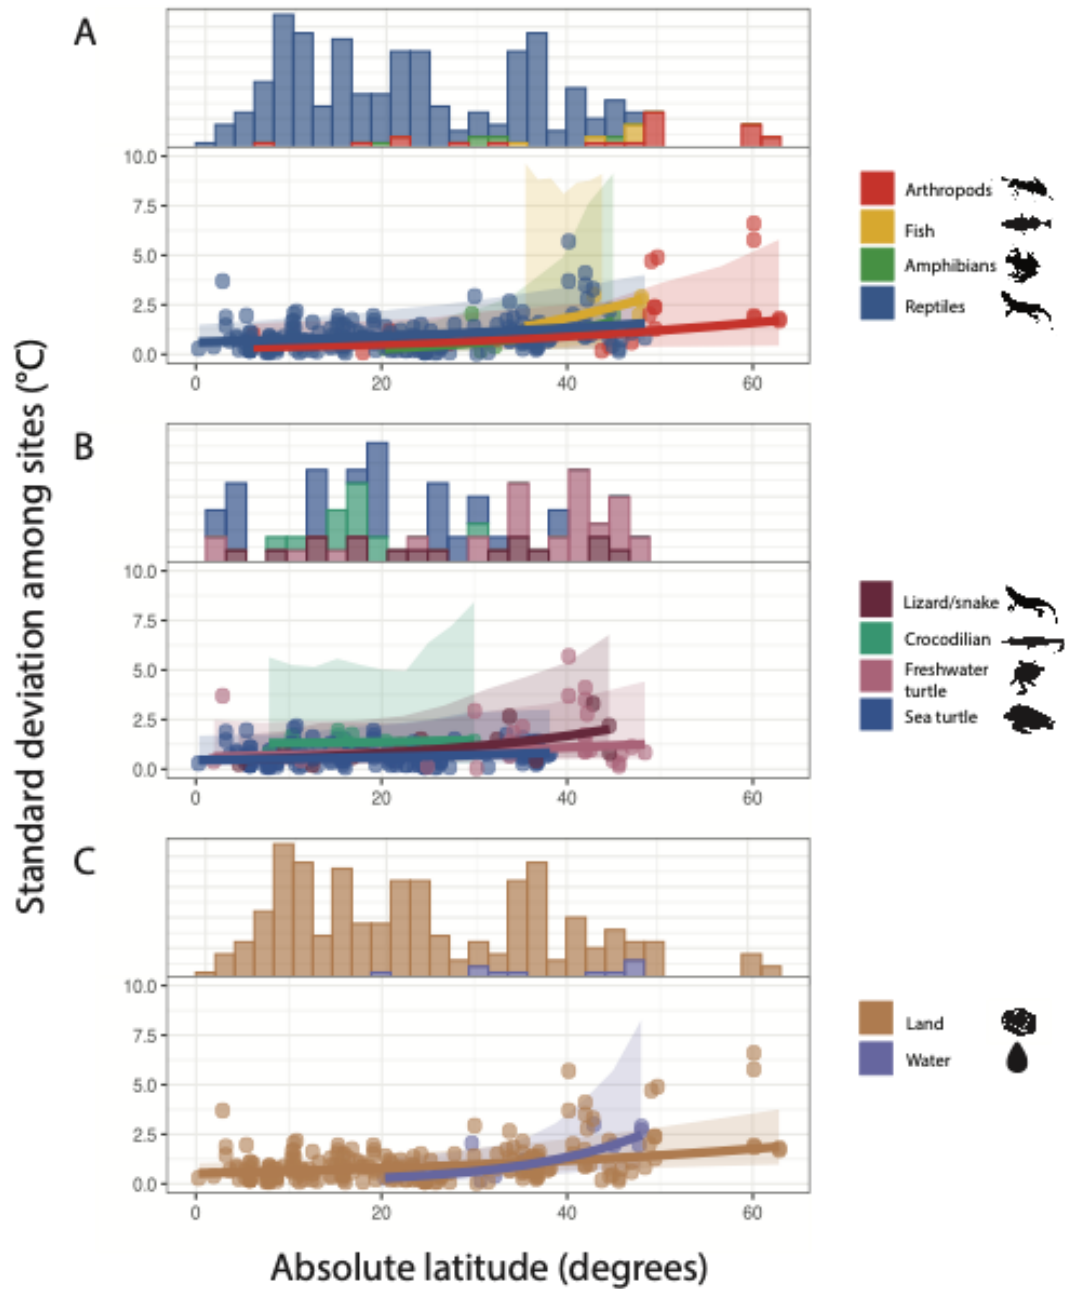 A
10.0
7.5
5.0
2.5
0.0
0 20 40 60
Arthropods
Fish
Amphibians
Reptiles
B
10.0
7.5
5.0
2.5
0.0
0 20 40 60
Lizard/snake
Crocodilian
Freshwater
turtle
Sea turtle
C
10.0
7.5
5.0
2.5
0.0
0 20 40 60
Land
Water
Standard deviation among sites (°C)
Absolute latitude (degrees)